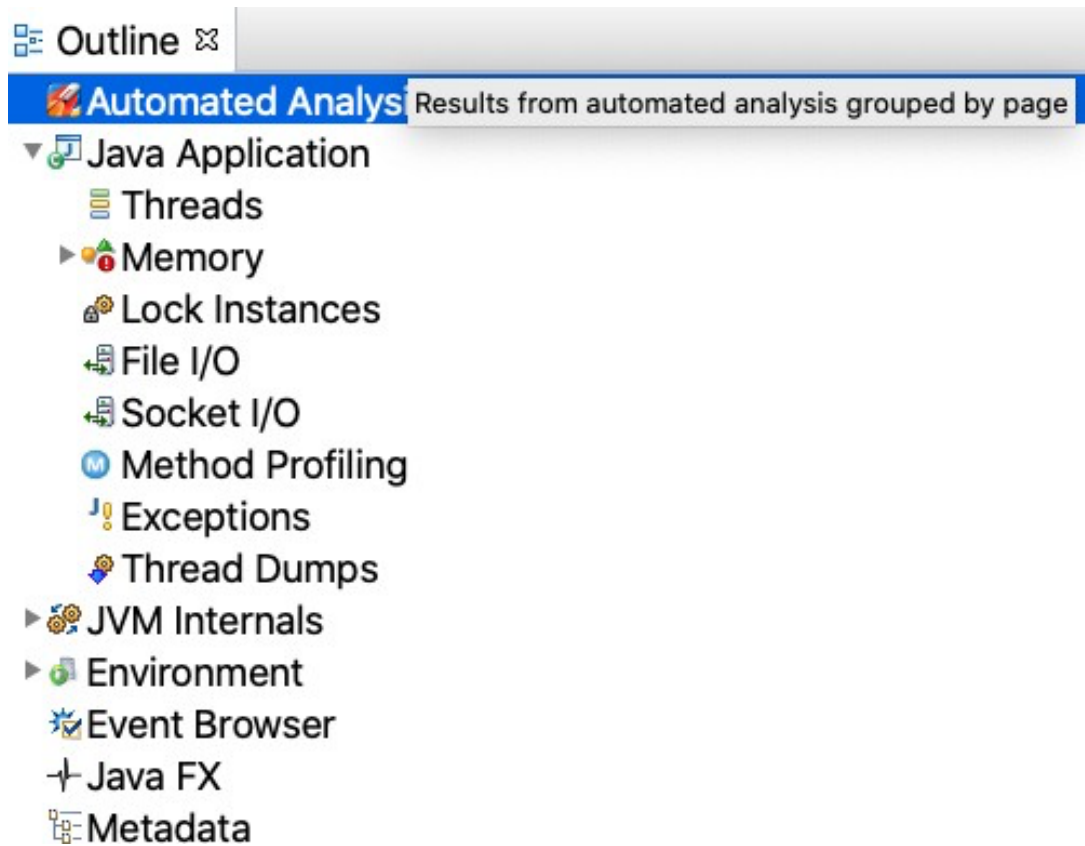 Outline
Automated Analysi Results from automated analysis grouped by page
Java Application
Threads
Memory
Lock Instances
File I/O
Socket I/O
Method Profiling
Exceptions
Thread Dumps
JVM Internals
Environment
Event Browser
Java FX
Metadata